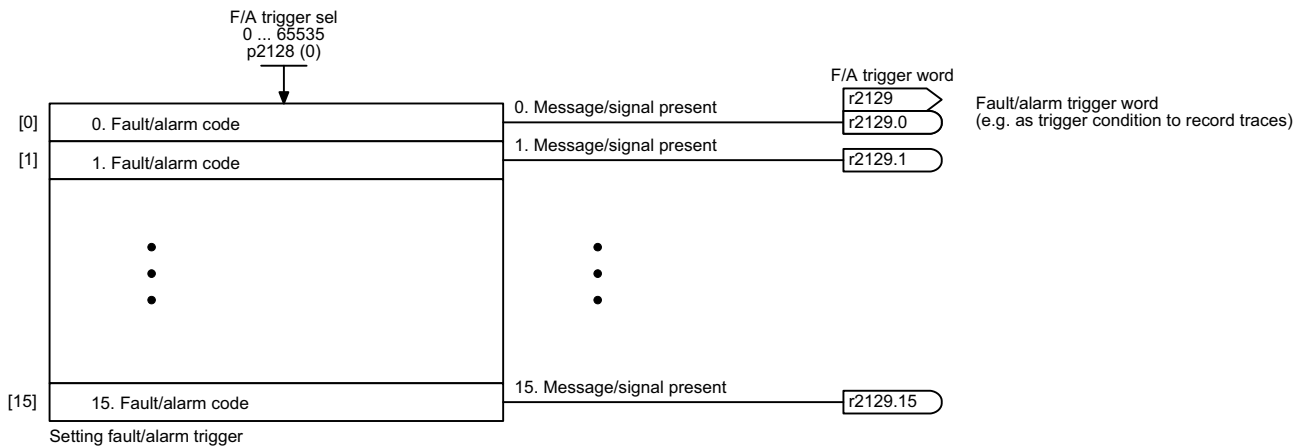 F/A trigger sel
0 ... 65535
p2128 (0)
F/A trigger word
0. Message/signal present
r2129
Fault/alarm trigger word
(e.g. as trigger condition to record traces)
[0]
0. Fault/alarm code
r2129.0
1. Message/signal present
[1]
1. Fault/alarm code
r2129.1
15. Message/signal present
[15]
15. Fault/alarm code
r2129.15
Setting fault/alarm trigger